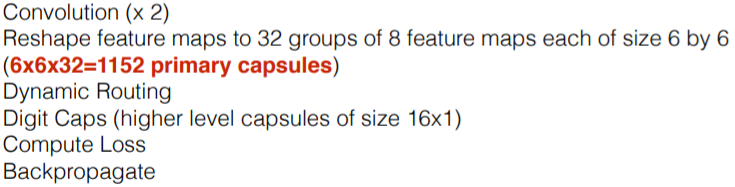 Convolution (x 2)
Reshape feature maps to 32 groups of 8 feature maps each of size 6 by 6
(6x6x32=1152 primary capsules)
Dynamic Routing
Digit Caps (higher level capsules of size 16x1)
Compute Loss
Backpropagate